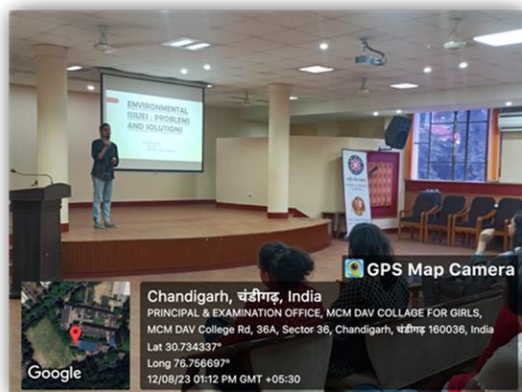 ENVIRONMENTAL
ISSUES : PROBLEMS
AND SOLUTIONS
GPS Map Camera
Chandigarh, चंडीगढ़, India
PRINCIPAL & EXAMINATION OFFICE, MCM DAV COLLAGE FOR GIRLS,
MCM DAV College Rd, 36A, Sector 36, Chandigarh, चंडीगढ़ 160036, India
Lat 30.734337°
Long 76.756697°
12/08/23 01:12 PM GMT +05:30
Google